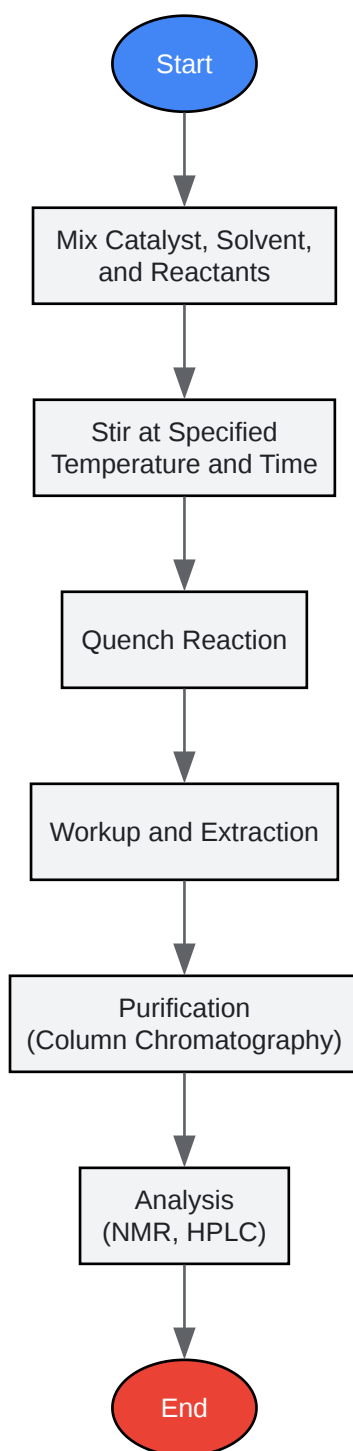 Start
Mix Catalyst, Solvent,
and Reactants
Stir at Specified
Temperature and Time
Quench Reaction
Workup and Extraction
Purification
(Column Chromatography)
Analysis
(NMR, HPLC)
End